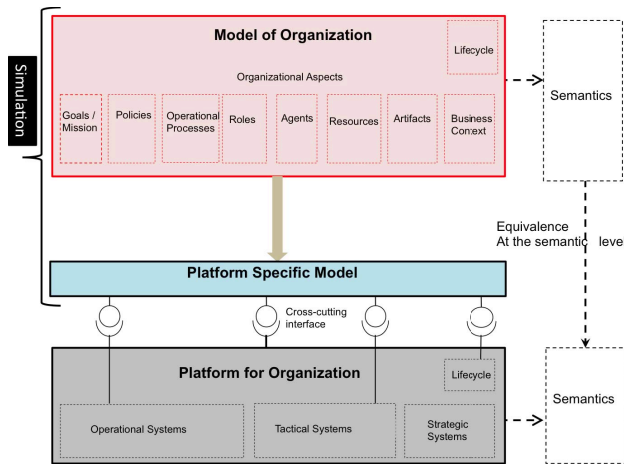 Simulation
Model of Organization
Lifecycle
Organizational Aspects
Goals /
Mission
Policies
Operational
Processes
Roles
Agents
Resources
Artifacts
Business
Context
Semantics
Equivalence
At the semantic level
Platform Specific Model
Cross-cutting
interface
Platform for Organization
Lifecycle
Operational Systems
Tactical Systems
Strategic
Systems
Semantics